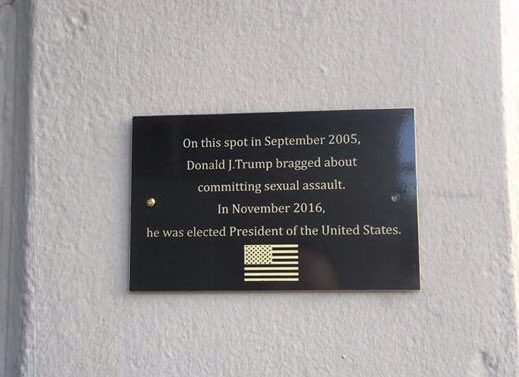 On this spot in September 2005,
Donald J.Trump bragged about
committing sexual assault.
In November 2016,
he was elected President of the United States.